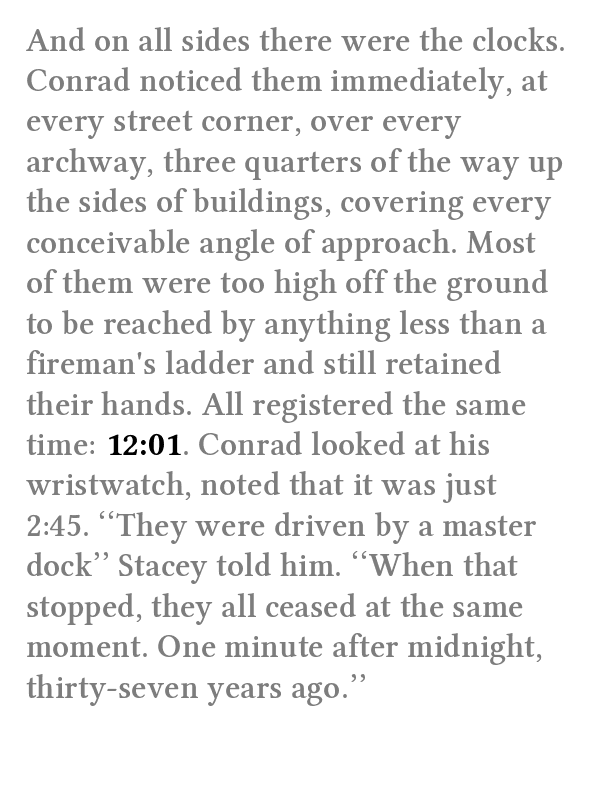 And on all sides there were the clocks.
Conrad noticed them immediately, at
every street corner, over every
archway, three quarters of the way up
the sides of buildings, covering every
conceivable angle of approach. Most
of them were too high off the ground
to be reached by anything less than a
fireman's ladder and still retained
their hands. All registered the same
time: 12:01. Conrad looked at his
wristwatch, noted that it was just
2:45. ‘‘They were driven by a master
dock’’ Stacey told him. ‘‘When that
stopped, they all ceased at the same
moment. One minute after midnight,
thirty-seven years ago.’’